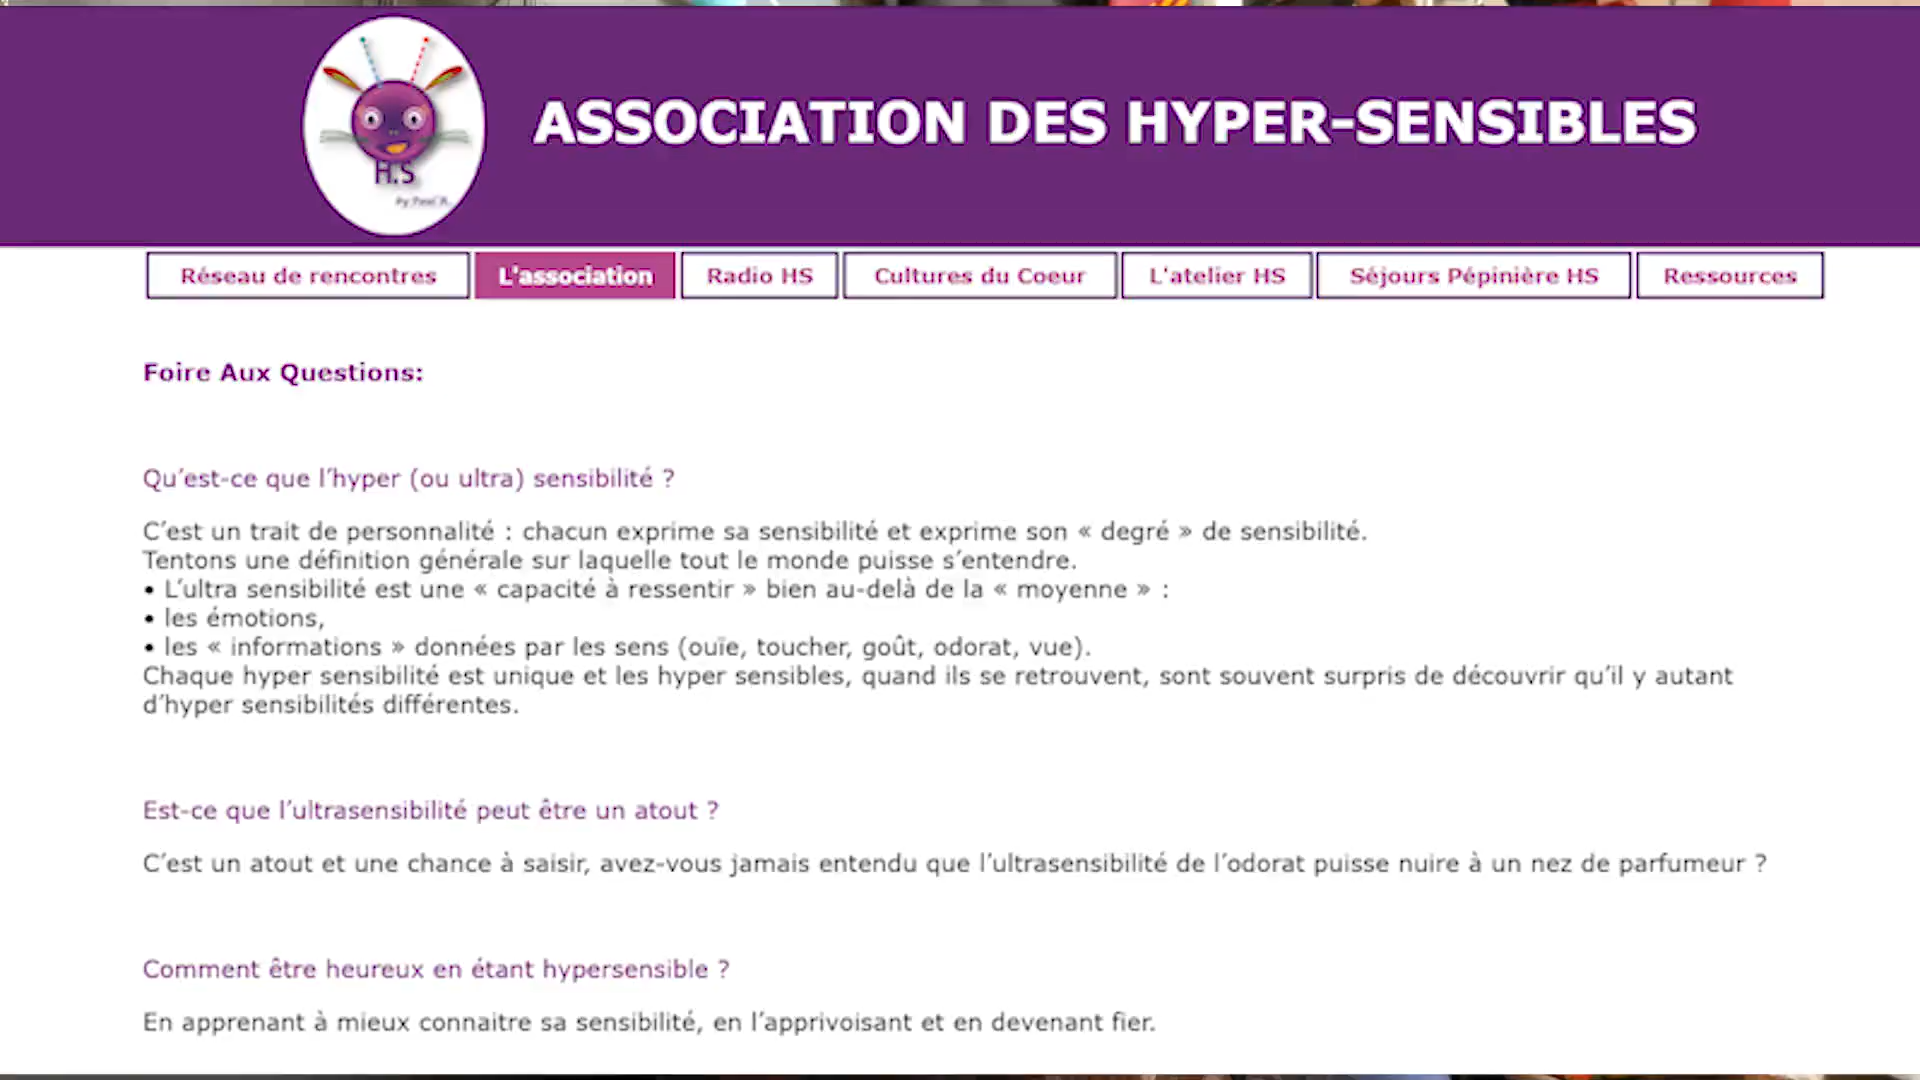 H.S
ASSOCIATION DES HYPER-SENSIBLES
Réseau de rencontres
L'association
Radio HS
Cultures du Coeur
L'atelier HS
Séjours Pépinière HS
Ressources
Foire Aux Questions:
Qu’est-ce que l’hyper (ou ultra) sensibilité ?
C’est un trait de personnalité : chacun exprime sa sensibilité et exprime son « degré » de sensibilité.
Tentons une définition générale sur laquelle tout le monde puisse s’entendre.
• L’ultra sensibilité est une « capacité à ressentir » bien au-delà de la « moyenne » :
• les émotions,
• les « informations » données par les sens (ouïe, toucher, goût, odorat, vue).
Chaque hyper sensibilité est unique et les hyper sensibles, quand ils se retrouvent, sont souvent surpris de découvrir qu’il y autant
d’hyper sensibilités différentes.
Est-ce que l’ultrasensibilité peut être un atout ?
C’est un atout et une chance à saisir, avez-vous jamais entendu que l’ultrasensibilité de l’odorat puisse nuire à un nez de parfumeur ?
Comment être heureux en étant hypersensible ?
En apprenant à mieux connaitre sa sensibilité, en l’apprivoisant et en devenant fier.